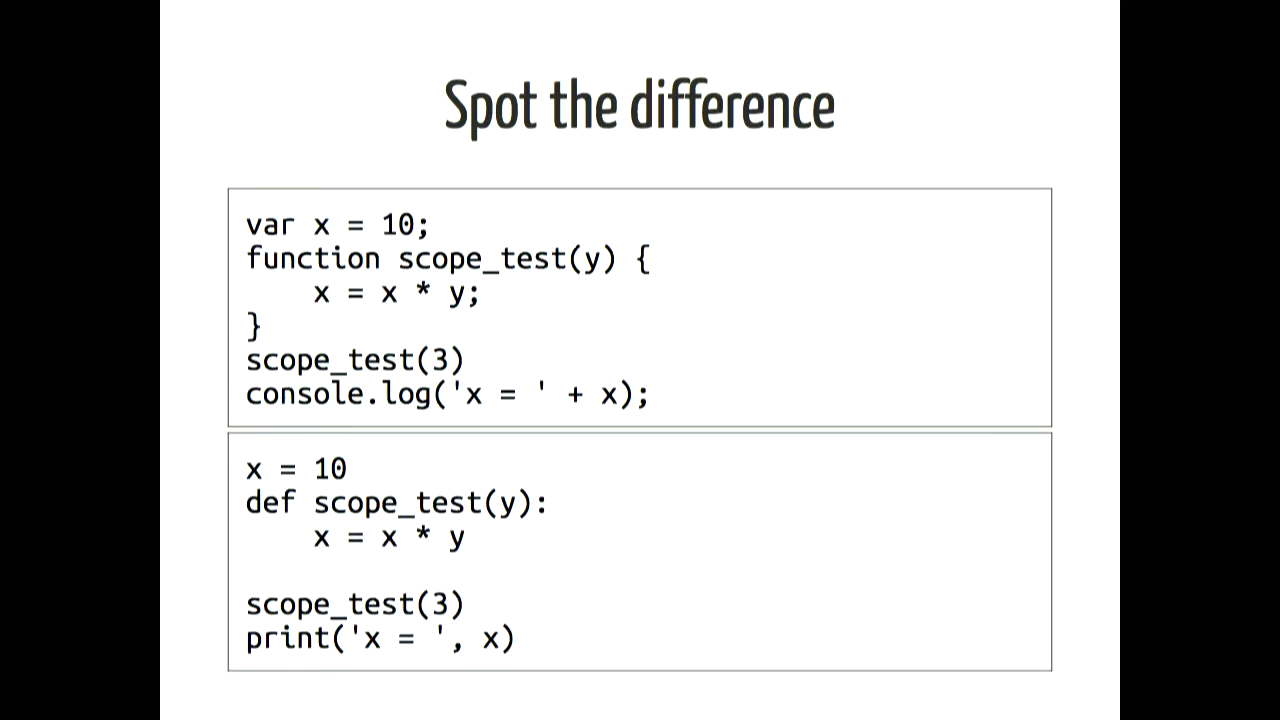 Spot the difference
var x = 10;
function scope_test(y) {
    x = x * y;
}
scope_test(3)
console.log('x = ' + x);
x = 10
def scope_test(y):
    x = x * y
scope_test(3)
print('x = ', x)